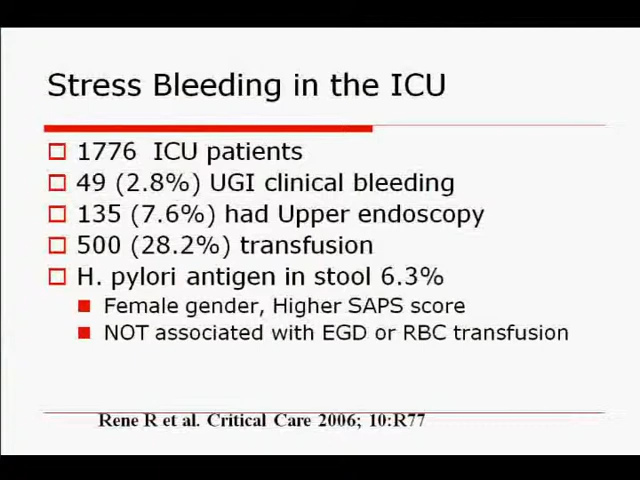 Stress Bleeding in the ICU
1776 ICU patients
49 (2.8%) UGI clinical bleeding
135 (7.6%) had Upper endoscopy
500 (28.2%) transfusion
H. pylori antigen in stool 6.3%
Female gender, Higher SAPS score
NOT associated with EGD or RBC transfusion
Rene R et al. Critical Care 2006; 10:R77